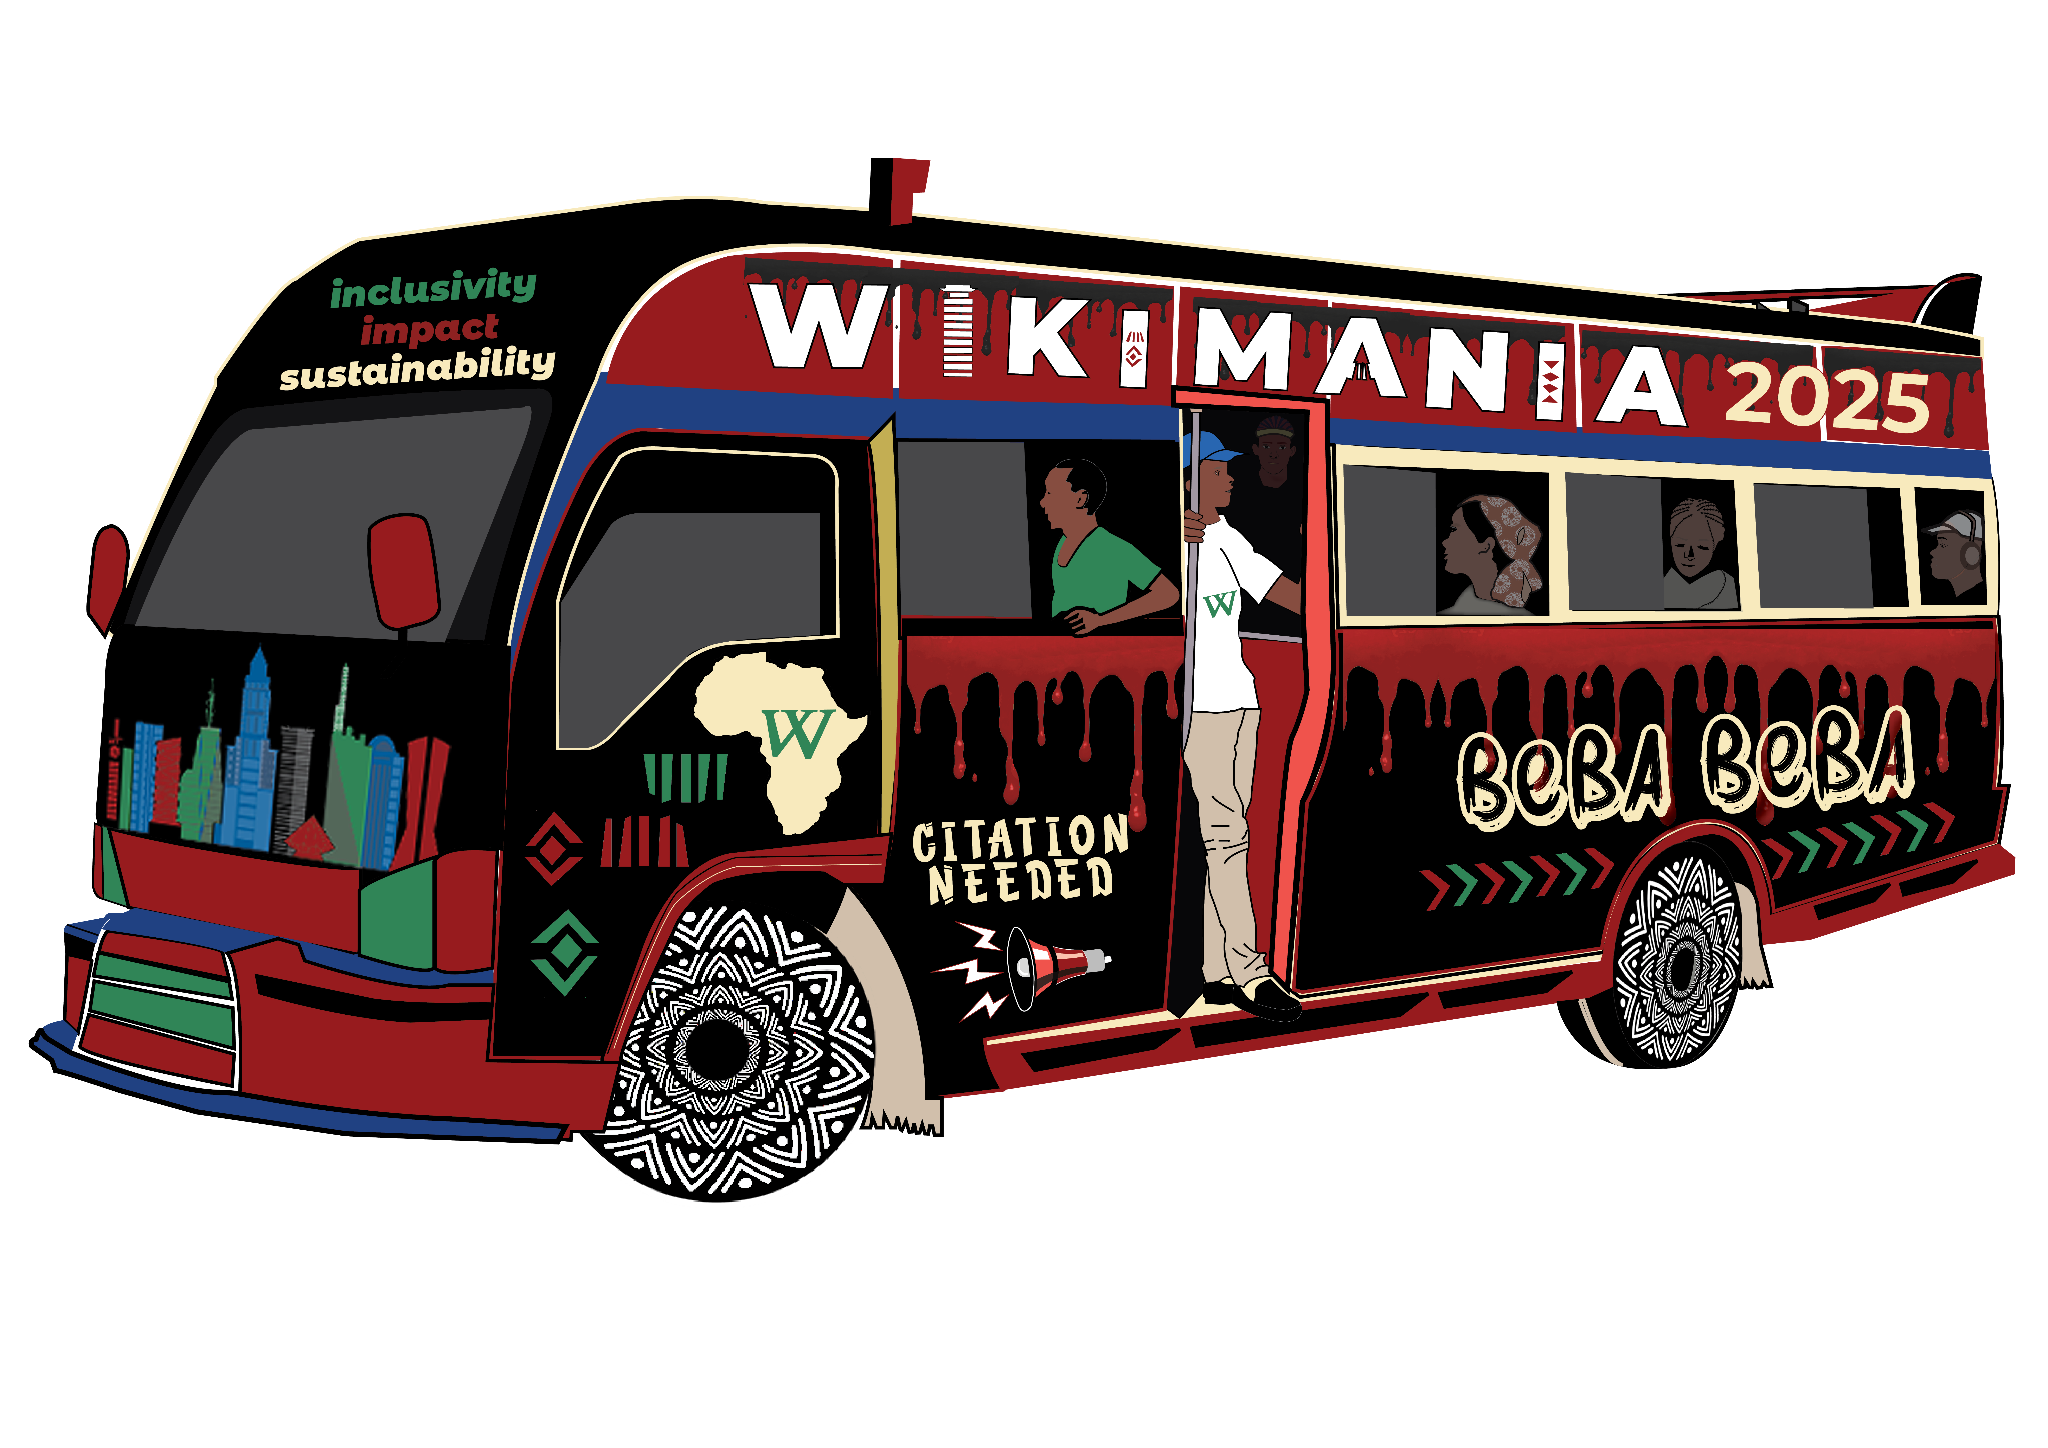 inclusivity
impact
sustainability
WIKIMANIA 2025
W
W
CITATION
NEEDED
BeBA BeBA